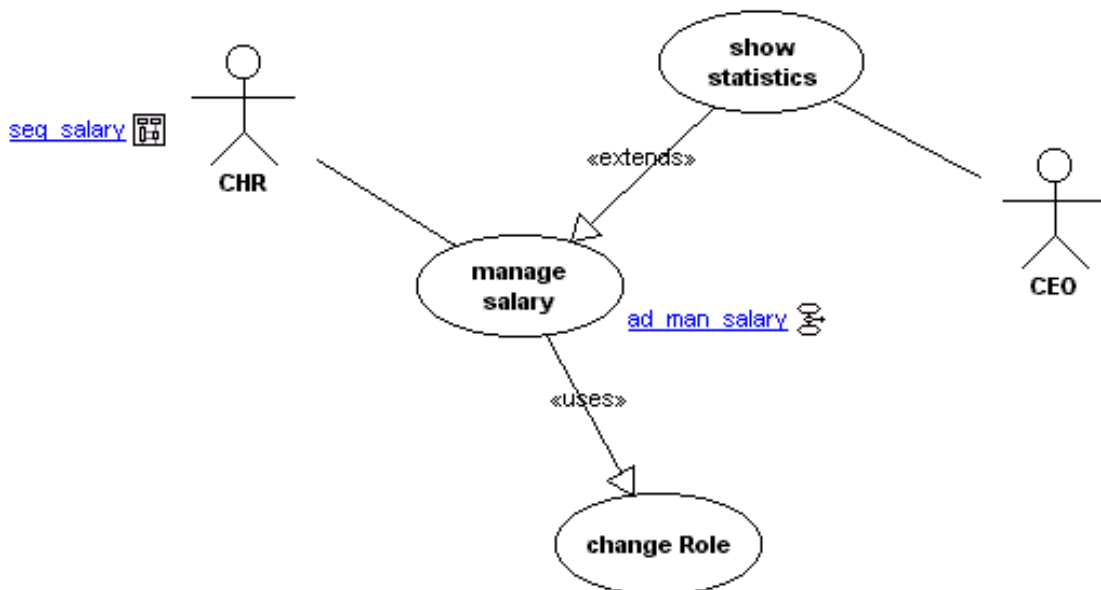 show
statistics
seq_salary
CHR
«extends»
manage
salary
CEO
ad_man_salary
«uses»
change Role